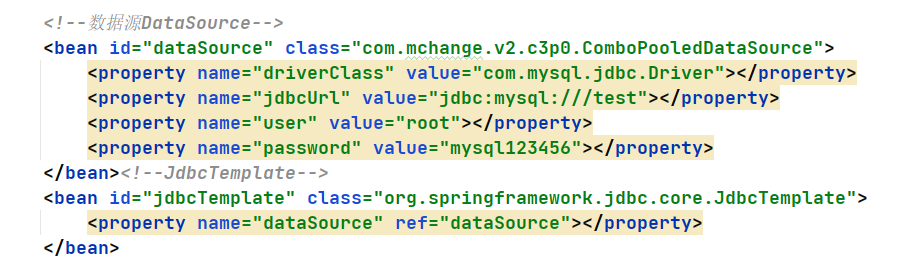 <!--数据源DataSource-->
<bean id="dataSource" class="com.mchange.v2.c3p0.ComboPooledDataSource">
    <property name="driverClass" value="com.mysql.jdbc.Driver"></property>
    <property name="jdbcUrl" value="jdbc:mysql:///test"></property>
    <property name="user" value="root"></property>
    <property name="password" value="mysql123456"></property>
</bean><!--JdbcTemplate-->
<bean id="jdbcTemplate" class="org.springframework.jdbc.core.JdbcTemplate">
    <property name="dataSource" ref="dataSource"></property>
</bean>